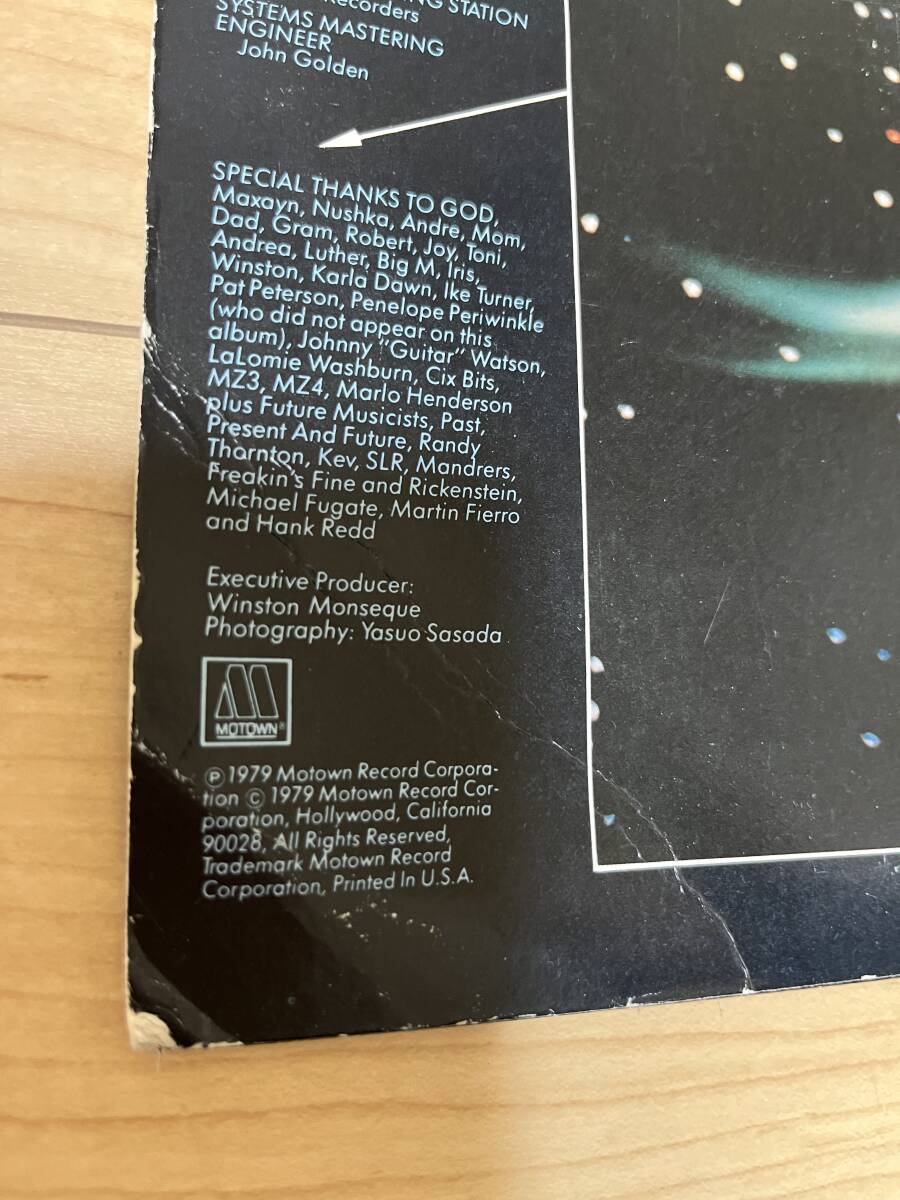 NG STATION
Recorders
SYSTEMS MASTERING
ENGINEER
John Golden
SPECIAL THANKS TO GOD,
Maxayn, Nushka, Andre, Mom,
Dad, Gram, Robert, Joy, Toni,
Andrea, Luther, Big M, Iris,
Winston, Karla Dawn, Ike Turner,
Pat Peterson, Penelope Periwinkle
(who did not appear on this
album), Johnny "Guitar" Watson,
LaLomie Washburn, Cix Bits,
MZ3, MZ4, Marlo Henderson
plus Future Musicists, Past,
Present And Future, Randy
Thornton, Kev, SLR, Mandrers,
Freakin's Fine and Rickenstein,
Michael Fugate, Martin Fierro
and Hank Redd
Executive Producer:
Winston Monseque
Photography: Yasuo Sasada
M
MOTOWN®
℗ 1979 Motown Record Corpora-
tion © 1979 Motown Record Cor-
poration, Hollywood, California
90028, All Rights Reserved,
Trademark Motown Record
Corporation, Printed In U.S.A.